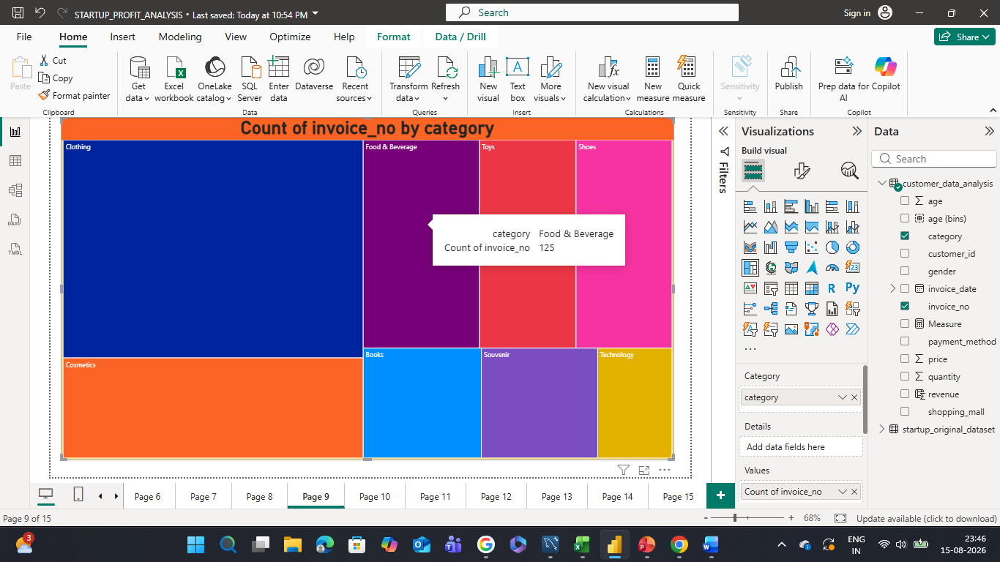 STARTUP_PROFIT_ANALYSIS • Last saved: Today at 10:54 PM
Search
Sign in
File Home Insert Modeling View Optimize Help Format Data / Drill
Share
Paste
Cut
Copy
Format painter
Clipboard
Get data
Excel workbook
OneLake catalog
SQL Server
Enter data
Dataverse
Recent sources
Data
Transform data
Refresh
Queries
New visual
Text box
More visuals
Insert
New visual calculation
New measure
Quick measure
Calculations
Sensitivity
Sensitivity
Publish
Share
Prep data for AI
Copilot
Copilot
DAX
TMDL
Count of invoice_no by category
Clothing
Food & Beverage
Toys
Shoes
category Food & Beverage
Count of invoice_no 125
Cosmetics
Books
Souvenir
Technology
Filters
Visualizations
Build visual
123
R
Py
Category
category
Details
Add data fields here
Values
Count of invoice_no
Data
Search
customer_data_analysis
age
age (bins)
category
customer_id
gender
invoice_date
invoice_no
Measure
payment_method
price
quantity
revenue
shopping_mall
startup_original_dataset
Page 6
Page 7
Page 8
Page 9
Page 10
Page 11
Page 12
Page 13
Page 14
Page 15
Page 9 of 15
- + 68%
Update available (click to download)
3
ENG
IN
23:46
15-08-2026